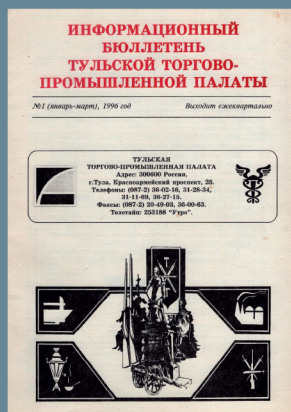 ИНФОРМАЦИОННЫЙ
БЮЛЛЕТЕНЬ
ТУЛЬСКОЙ ТОРГОВО-
ПРОМЫШЛЕННОЙ ПАЛАТЫ
№1 (январь-март), 1996 год Выходит ежеквартально
ТУЛЬСКАЯ
ТОРГОВО-ПРОМЫШЛЕННАЯ ПАЛАТА
Адрес: 300600 Россия,
г.Тула, Красноармейский проспект, 25.
Телефоны: (087-2) 36-02-16, 31-28-34,
31-11-69, 36-27-15.
Факсы: (087-2) 20-49-03, 36-00-63.
Телетайп: 253188 "Утро".